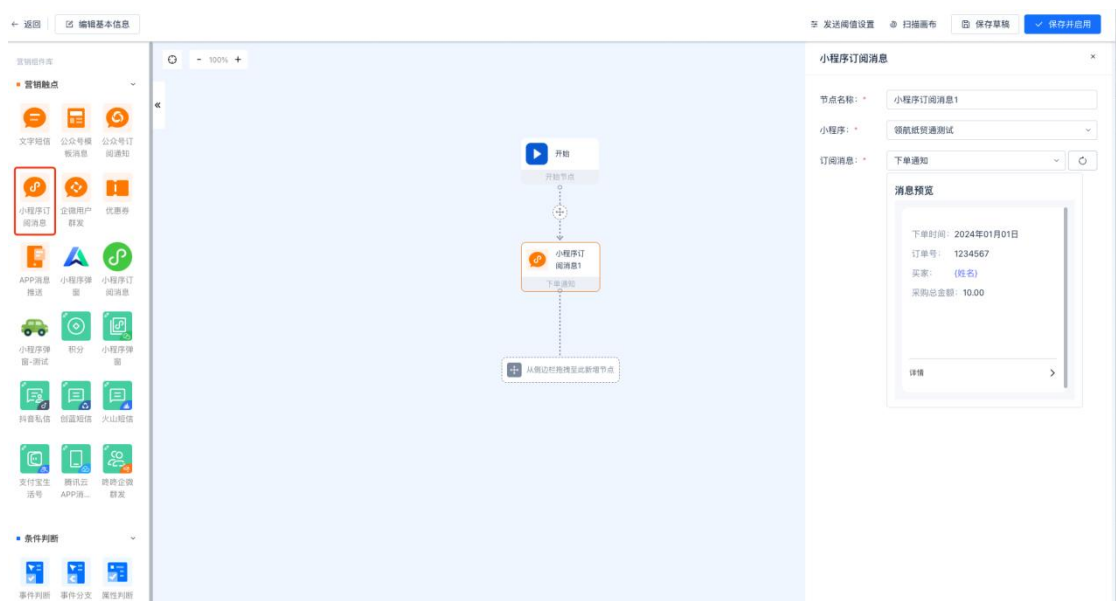 ← 返回
编辑基本信息
发送阈值设置
扫描画布
保存草稿
保存并启用
营销组件库
营销触点
文字短信
公众号模
板消息
公众号订
阅通知
小程序订
阅消息
企微用户
群发
优惠券
APP消息
推送
小程序弹
窗
小程序订
阅消息
小程序弹
窗-测试
积分
小程序弹
窗
抖音私信
创蓝短信
火山短信
支付宝生
活号
腾讯云
APP消...
群发
条件判断
事件判断
事件分支
属性判断
- 100% +
«
开始
开始节点
小程序订
阅消息1
下单通知
从侧边栏拖拽至此新增节点
小程序订阅消息
×
节点名称: *
小程序订阅消息1
小程序: *
领航纸贸通测试
订阅消息: *
下单通知
消息预览
下单时间: 2024年01月01日
订单号: 1234567
买家: {姓名}
采购总金额: 10.00
详情